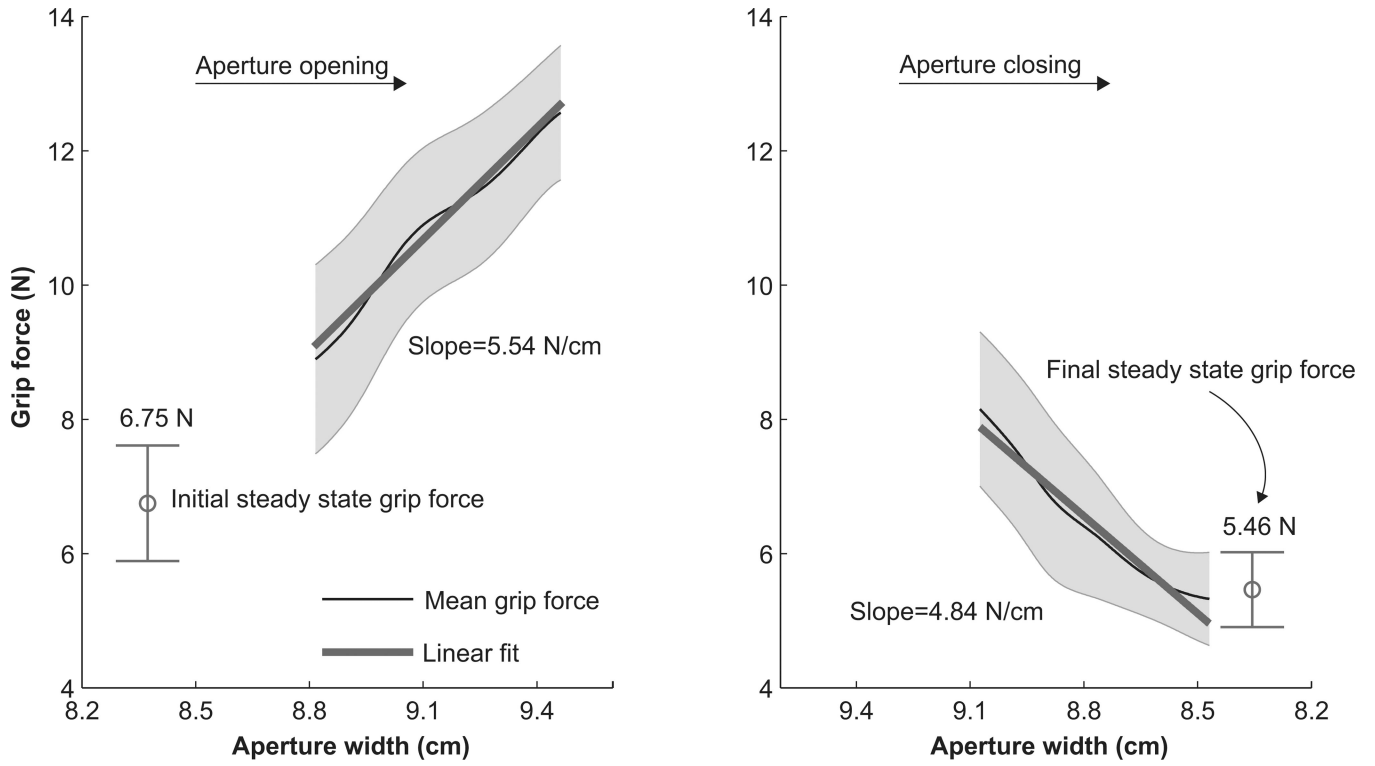 14
12
10
8
6
4
Grip force (N)
Aperture opening
Slope=5.54 N/cm
6.75 N
Initial steady state grip force
Mean grip force
Linear fit
8.2 8.5 8.8 9.1 9.4
Aperture width (cm)
14
12
10
8
6
4
Aperture closing
Final steady state grip force
5.46 N
Slope=4.84 N/cm
9.4 9.1 8.8 8.5 8.2
Aperture width (cm)